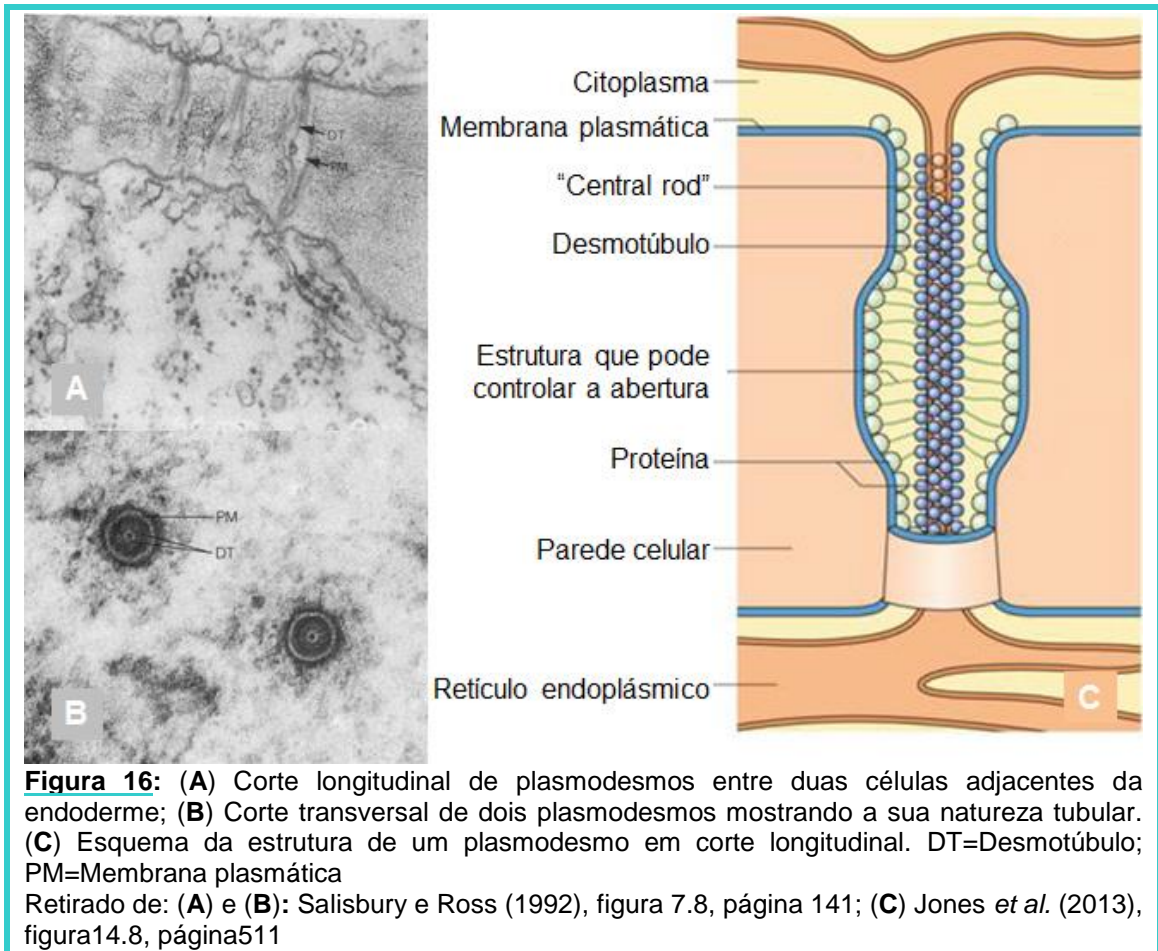 DT
PM
A
PM
DT
B
Citoplasma
Membrana plasmática
“Central rod”
Desmotúbulo
Estrutura que pode
controlar a abertura
Proteína
Parede celular
Retículo endoplásmico
C
Figura 16: (A) Corte longitudinal de plasmodesmos entre duas células adjacentes da
endoderme; (B) Corte transversal de dois plasmodesmos mostrando a sua natureza tubular.
(C) Esquema da estrutura de um plasmodesmo em corte longitudinal. DT=Desmotúbulo;
PM=Membrana plasmática
Retirado de: (A) e (B): Salisbury e Ross (1992), figura 7.8, página 141; (C) Jones et al. (2013),
figura14.8, página511